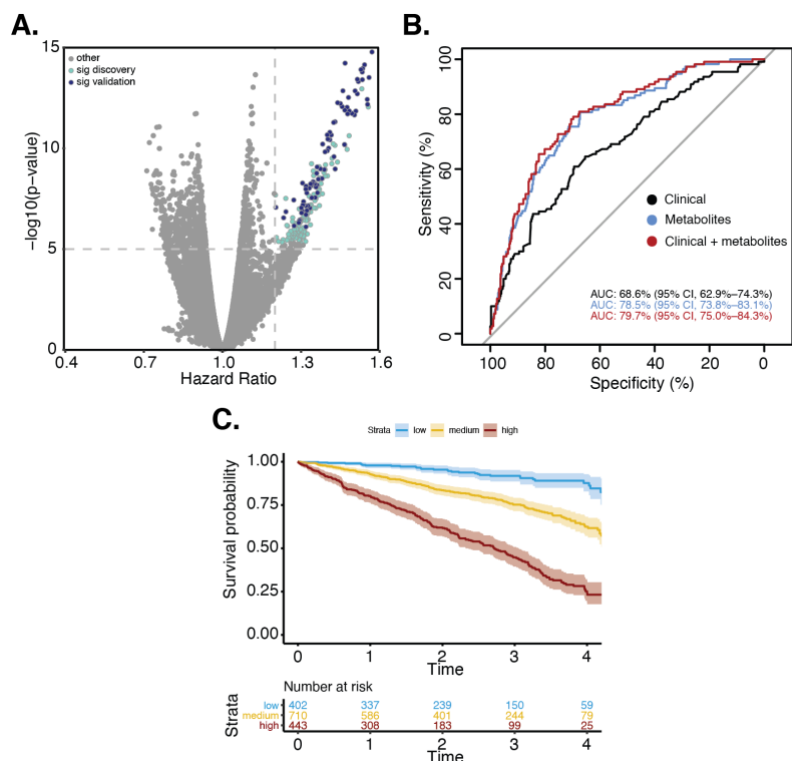 A.
15
other
sig discovery
sig validation
10
5
0
−log10(p−value)
0.4 0.7 1.0 1.3 1.6
Hazard Ratio
B.
100
80
60
40
20
0
Sensitivity (%)
Clinical
Metabolites
Clinical + metabolites
AUC: 68.6% (95% CI, 62.9%–74.3%)
AUC: 78.5% (95% CI, 73.8%–83.1%)
AUC: 79.7% (95% CI, 75.0%–84.3%)
100 80 60 40 20 0
Specificity (%)
C.
Strata low medium high
1.00
0.75
0.50
0.25
0.00
Survival probability
0 1 2 3 4
Time
Number at risk
Strata
low 402 337 239 150 59
medium 710 586 401 244 79
high 443 308 183 99 25
0 1 2 3 4
Time